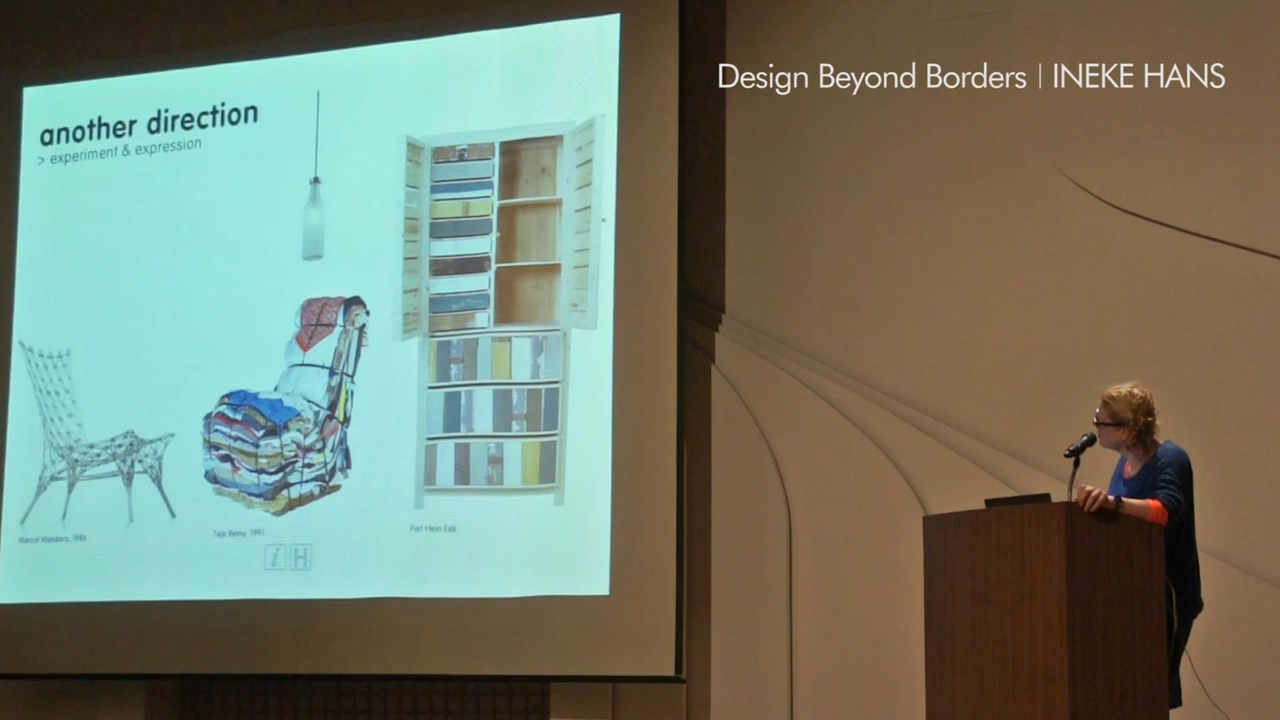 Design Beyond Borders | INEKE HANS
another direction
> experiment & expression
Marcel Wanders, 1996
Tejo Remy, 1991
Piet Hein Eek
i H